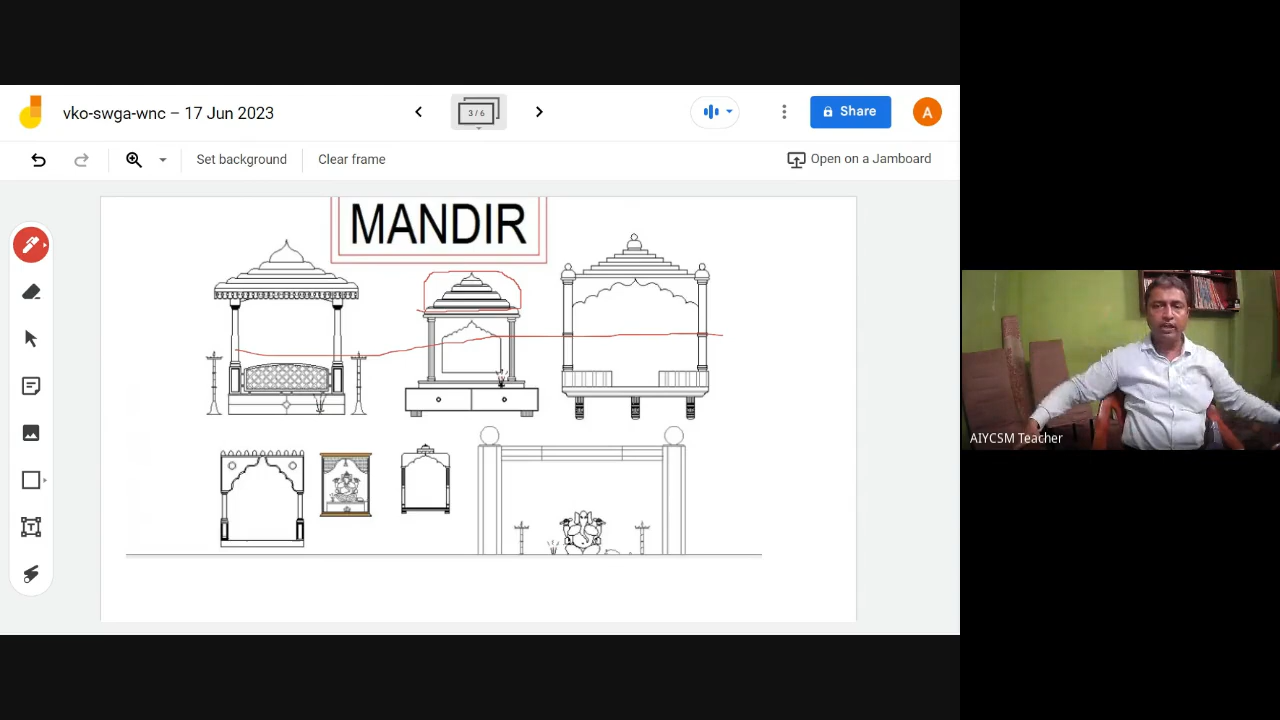 vko-swga-wnc – 17 Jun 2023
3 / 6
Share
A
Set background
Clear frame
Open on a Jamboard
MANDIR
AIYCSM Teacher